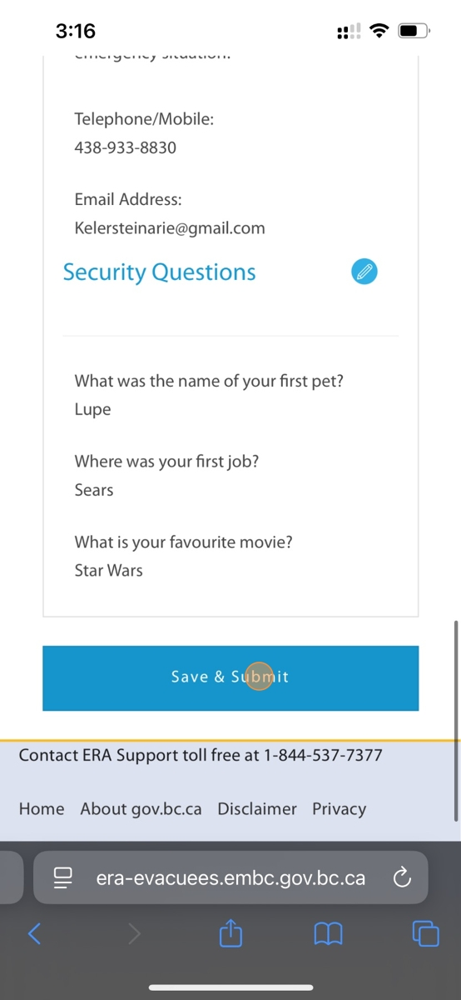 3:16
emergency situation.
Telephone/Mobile:
438-933-8830
Email Address:
Kelersteinarie@gmail.com
Security Questions
What was the name of your first pet?
Lupe
Where was your first job?
Sears
What is your favourite movie?
Star Wars
Save & Submit
Contact ERA Support toll free at 1-844-537-7377
Home About gov.bc.ca Disclaimer Privacy
era-evacuees.embc.gov.bc.ca